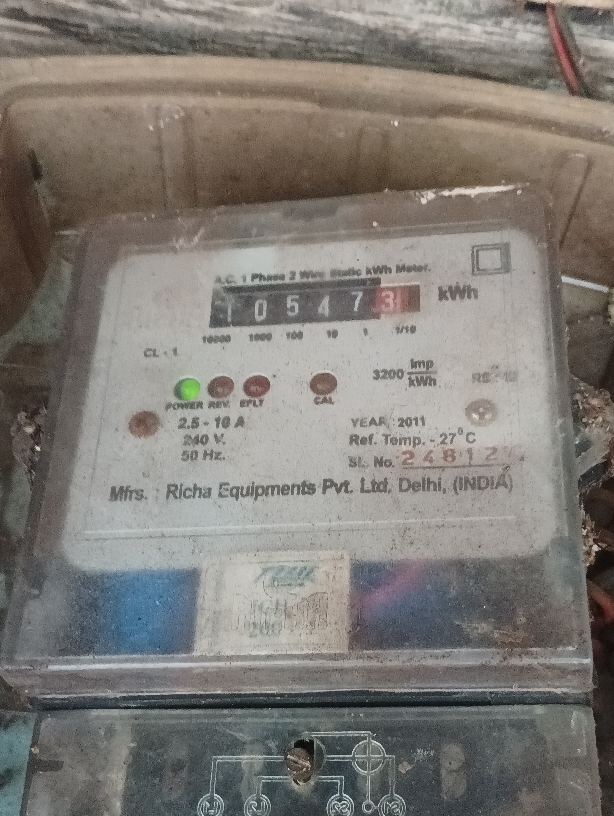 A.C. 1 Phase 2 Wire Static kWh Meter.
1 0 5 4 7 3 kWh
10000 1000 100 10 1 1/10
CL - 1
3200 Imp/kWh
POWER REV. EFLT CAL
2.5 - 10 A
240 V.
50 Hz.
YEAR : 2011
Ref. Temp. - 27°C
SL. No. 24812
Mfrs. : Richa Equipments Pvt. Ltd. Delhi, (INDIA)